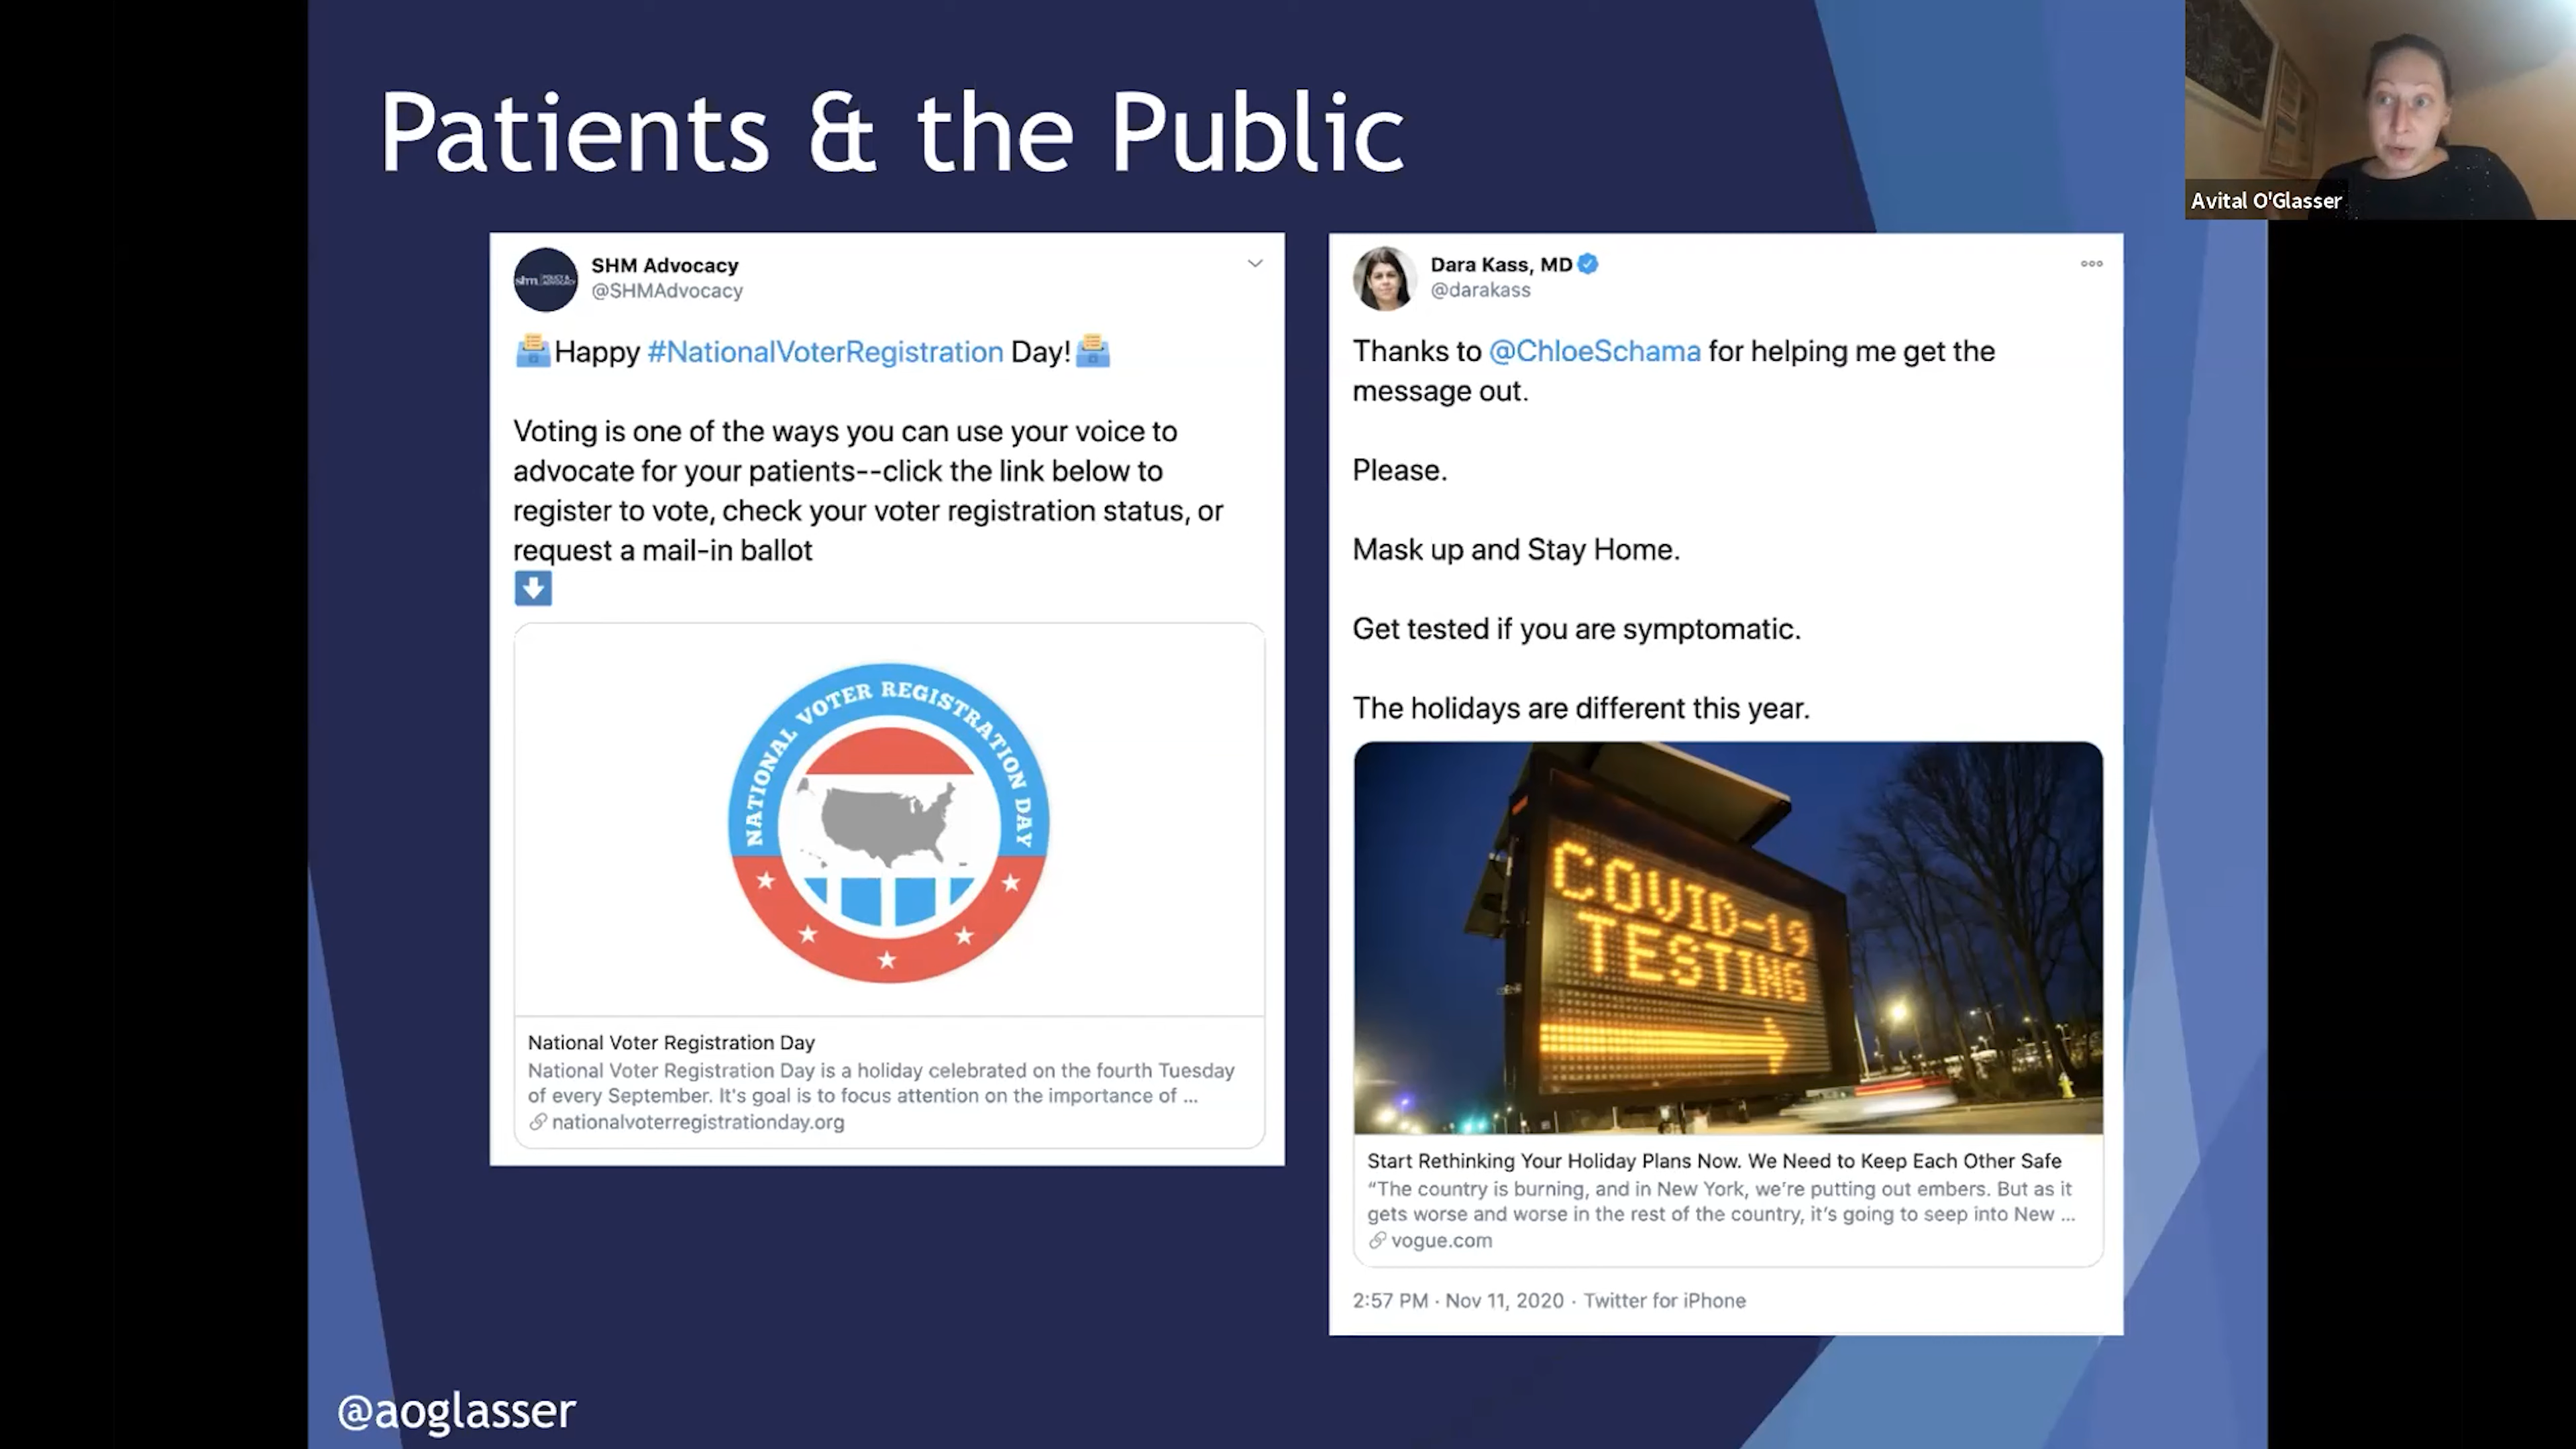 Patients & the Public
Avital O'Glasser
SHM Advocacy
@SHMAdvocacy
Happy #NationalVoterRegistration Day!
Voting is one of the ways you can use your voice to
advocate for your patients--click the link below to
register to vote, check your voter registration status, or
request a mail-in ballot
NATIONAL VOTER REGISTRATION DAY
National Voter Registration Day
National Voter Registration Day is a holiday celebrated on the fourth Tuesday
of every September. It's goal is to focus attention on the importance of ...
nationalvoterregistrationday.org
Dara Kass, MD
@darakass
Thanks to @ChloeSchama for helping me get the
message out.
Please.
Mask up and Stay Home.
Get tested if you are symptomatic.
The holidays are different this year.
COVID-19
TESTING
Start Rethinking Your Holiday Plans Now. We Need to Keep Each Other Safe
“The country is burning, and in New York, we’re putting out embers. But as it
gets worse and worse in the rest of the country, it’s going to seep into New ...
vogue.com
2:57 PM · Nov 11, 2020 · Twitter for iPhone
@aoglasser